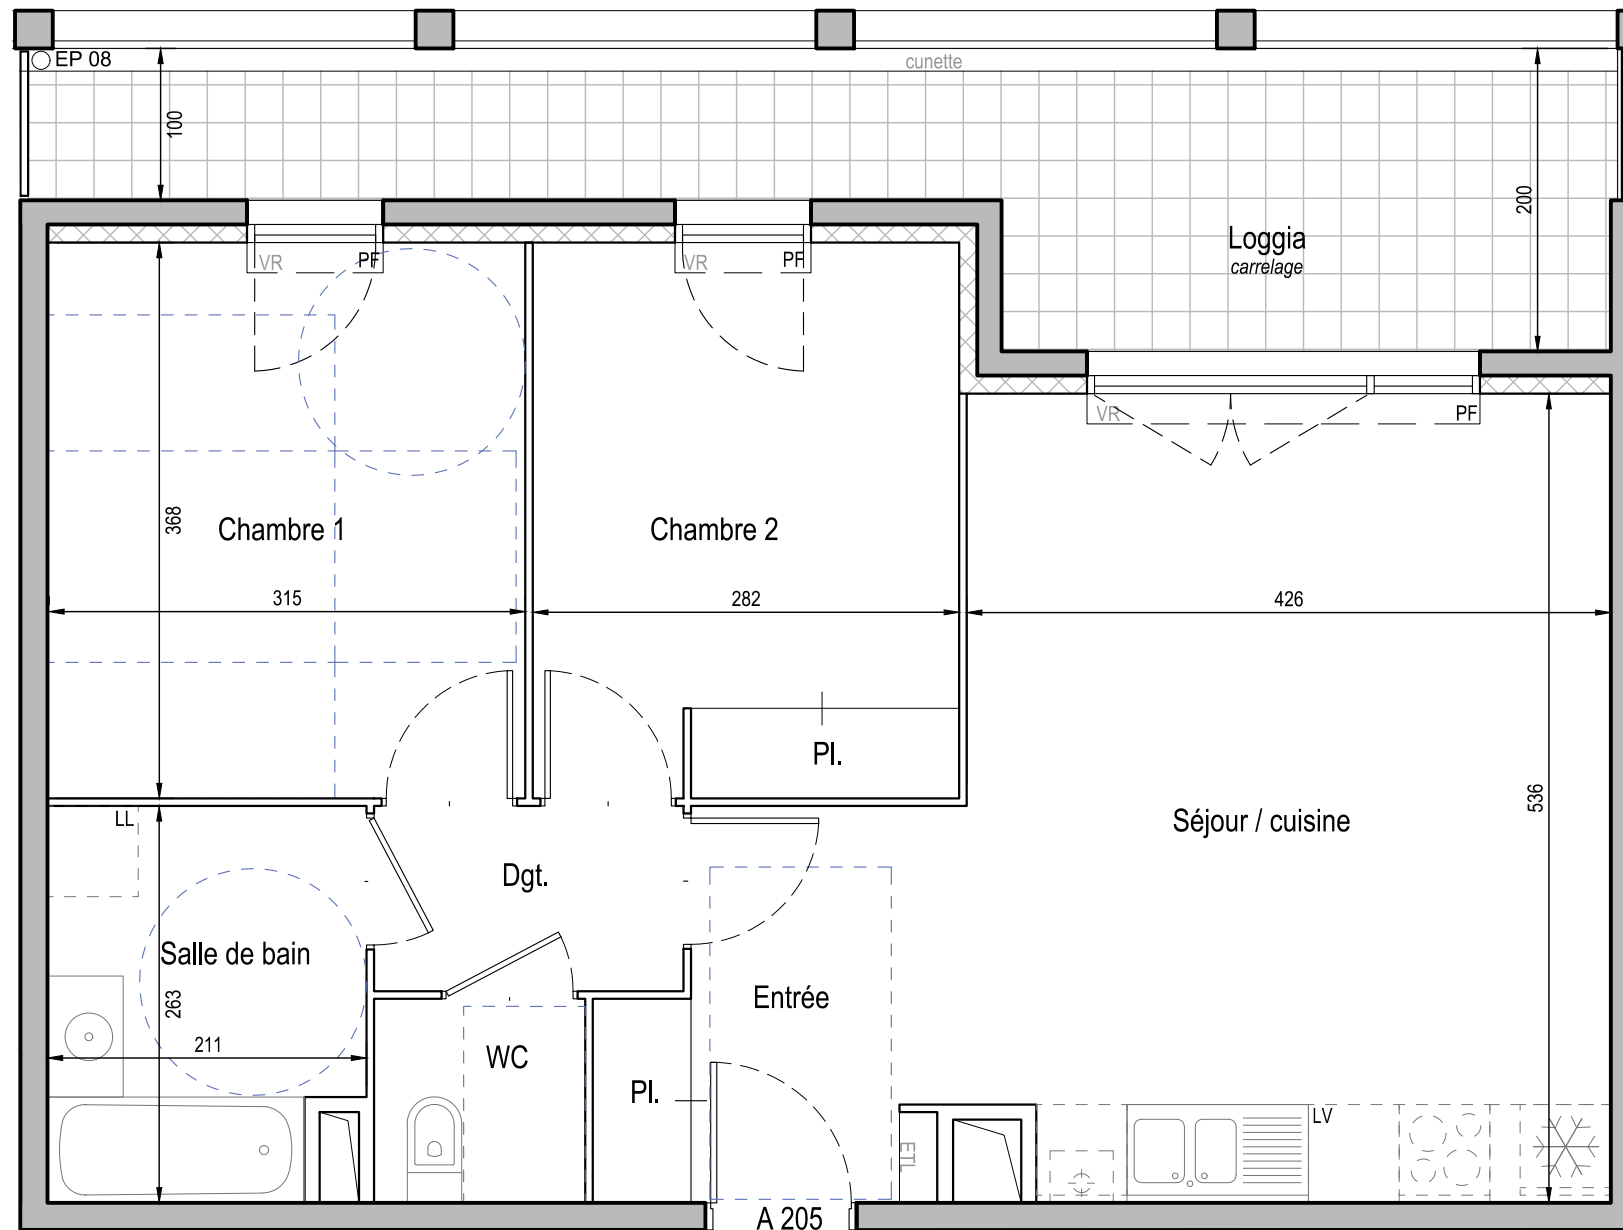 EP 08
cunette
100
200
Loggia
carrelage
VR
PF
VR
PF
VR
PF
368
Chambre 1
Chambre 2
315
282
426
Pl.
536
LL
Séjour / cuisine
Dgt.
Salle de bain
263
Entrée
211
WC
Pl.
LV
ETL
A 205